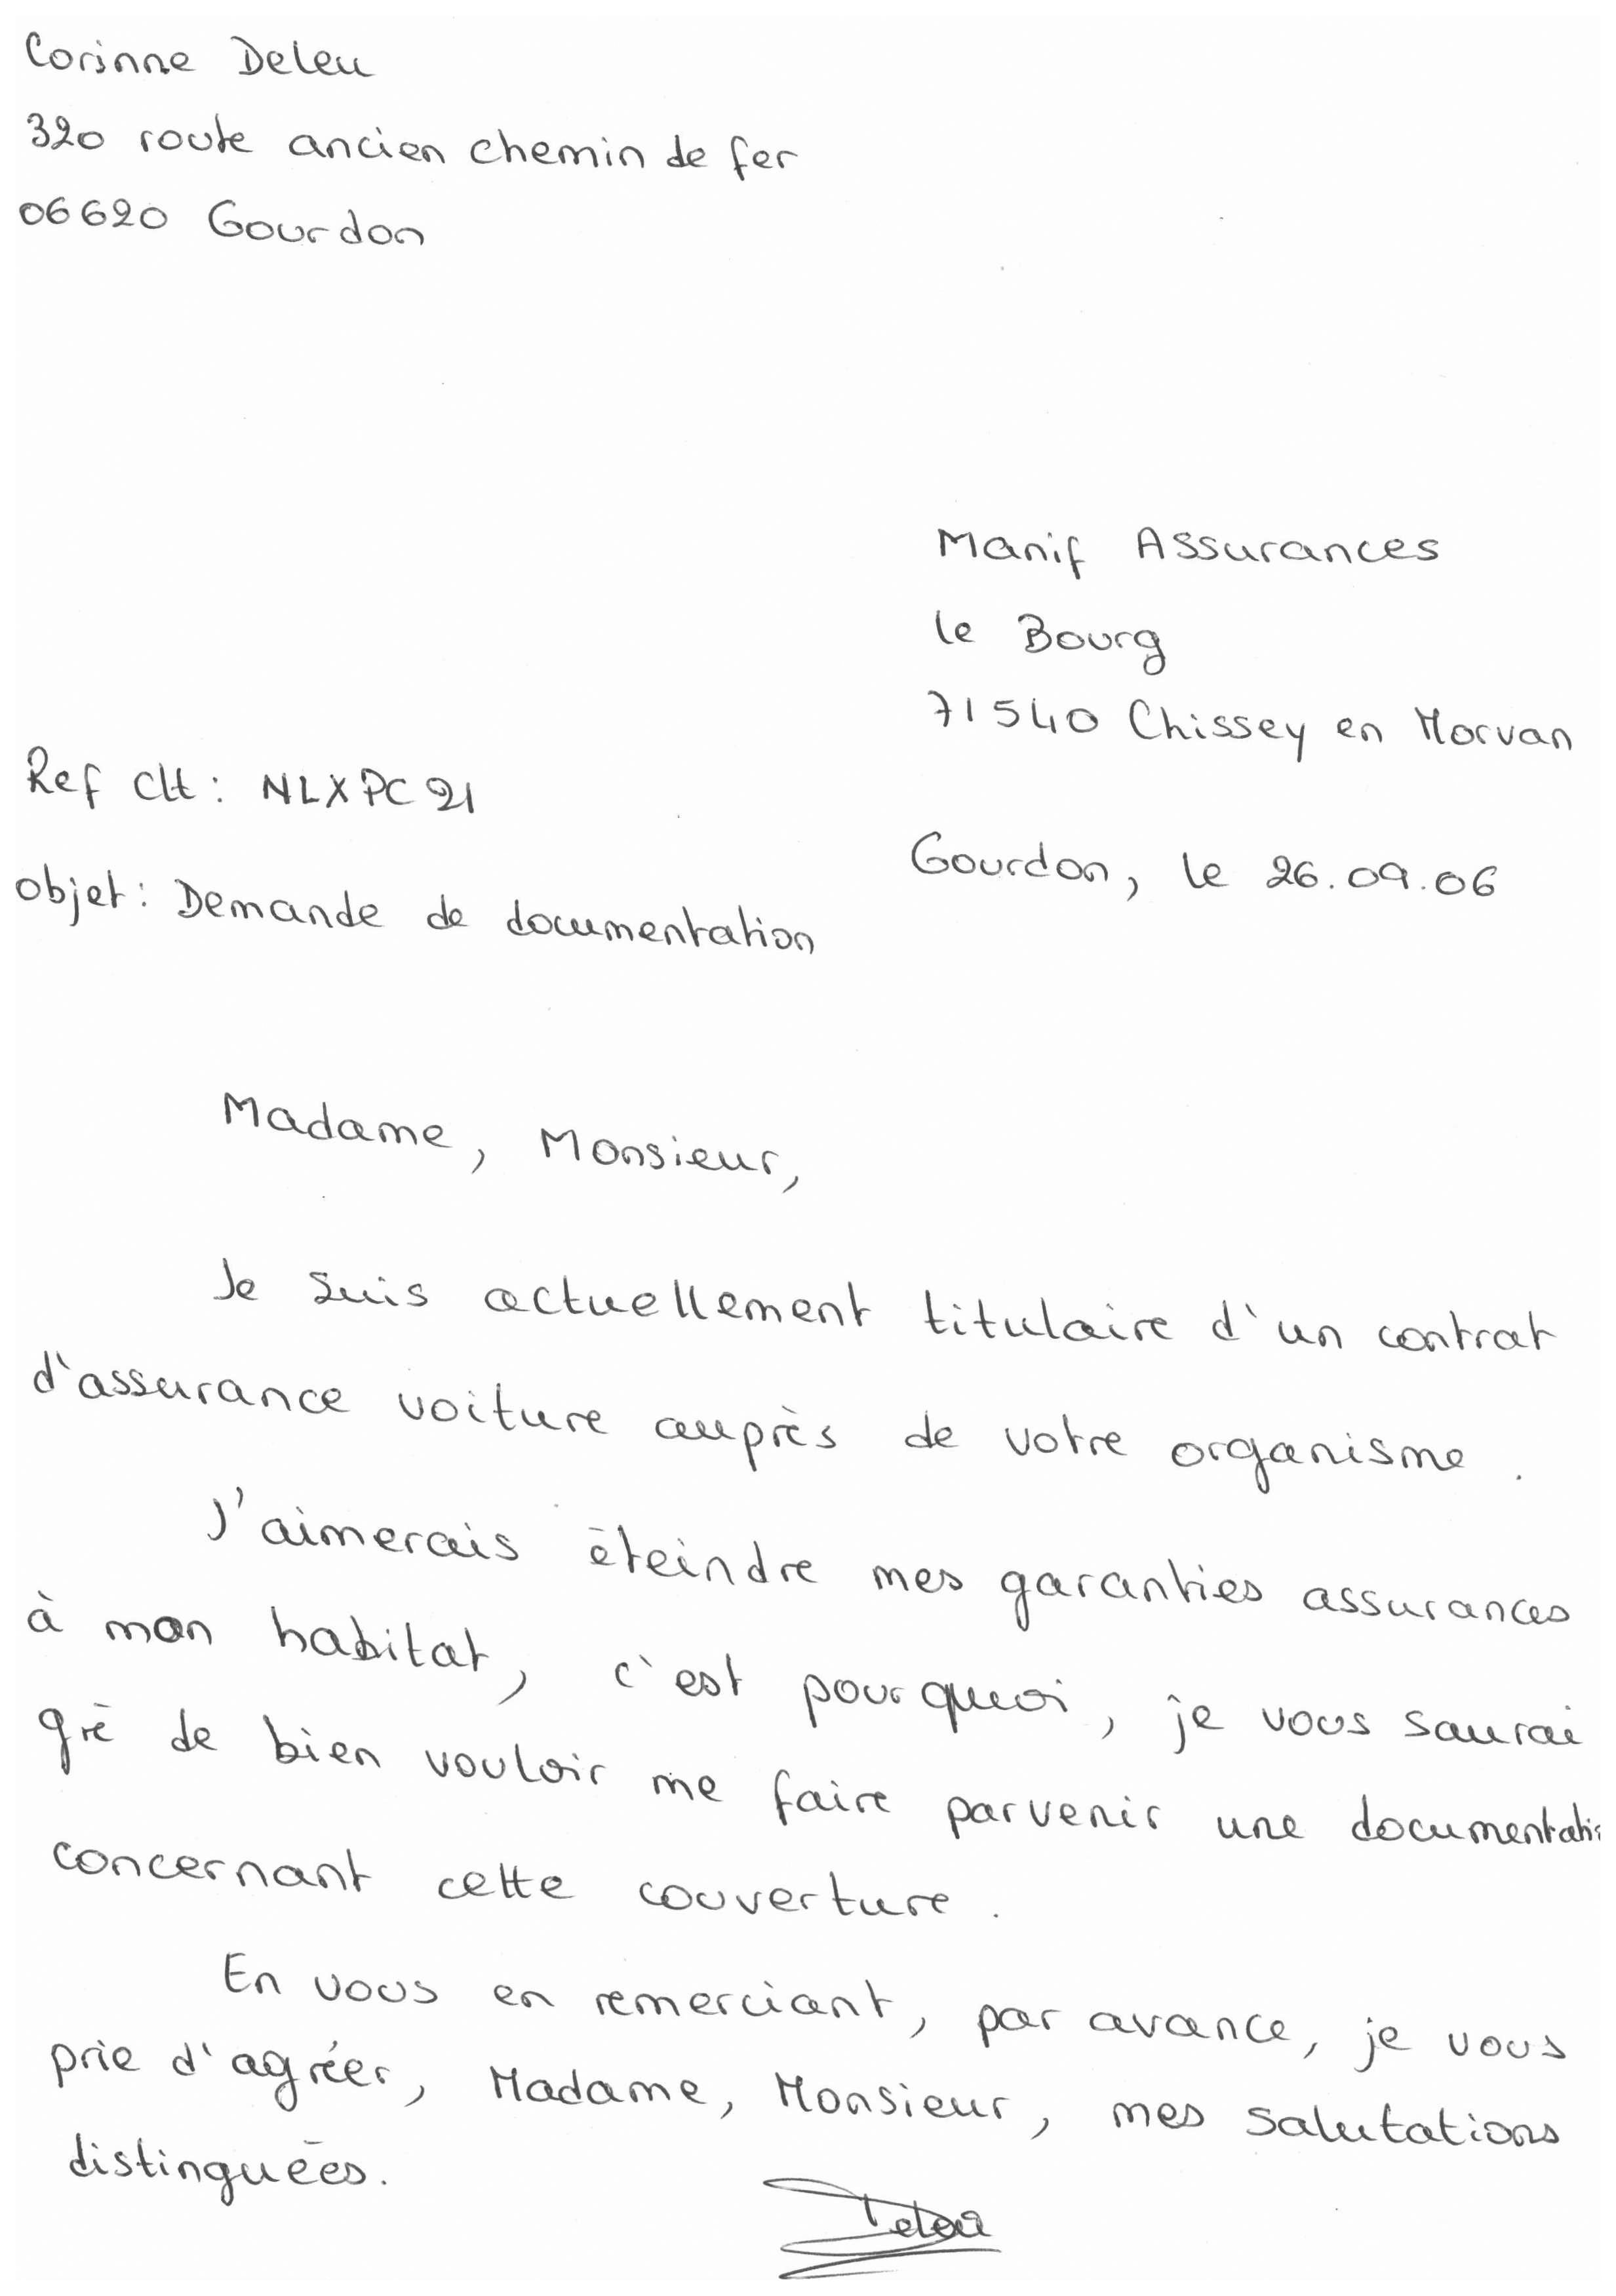 Corinne Deleu
320 route ancien chemin de fer
06620 Gourdon
Manif Assurances
le Bourg
71540 Chissey en Morvan
Ref Clt : NLXPC21
Gourdon, le 26.09.06
objet : Demande de documentation
Madame, Monsieur,
Je suis actuellement titulaire d'un contrat
d'assurance voiture auprès de votre organisme.
J'aimerais éteindre mes garanties assurances
à mon habitat, c'est pourquoi, je vous saurai
gré de bien vouloir me faire parvenir une documentati
concernant cette couverture.
En vous en remerciant, par avance, je vous
prie d'agréer, Madame, Monsieur, mes salutations
distinguées.
Deleu